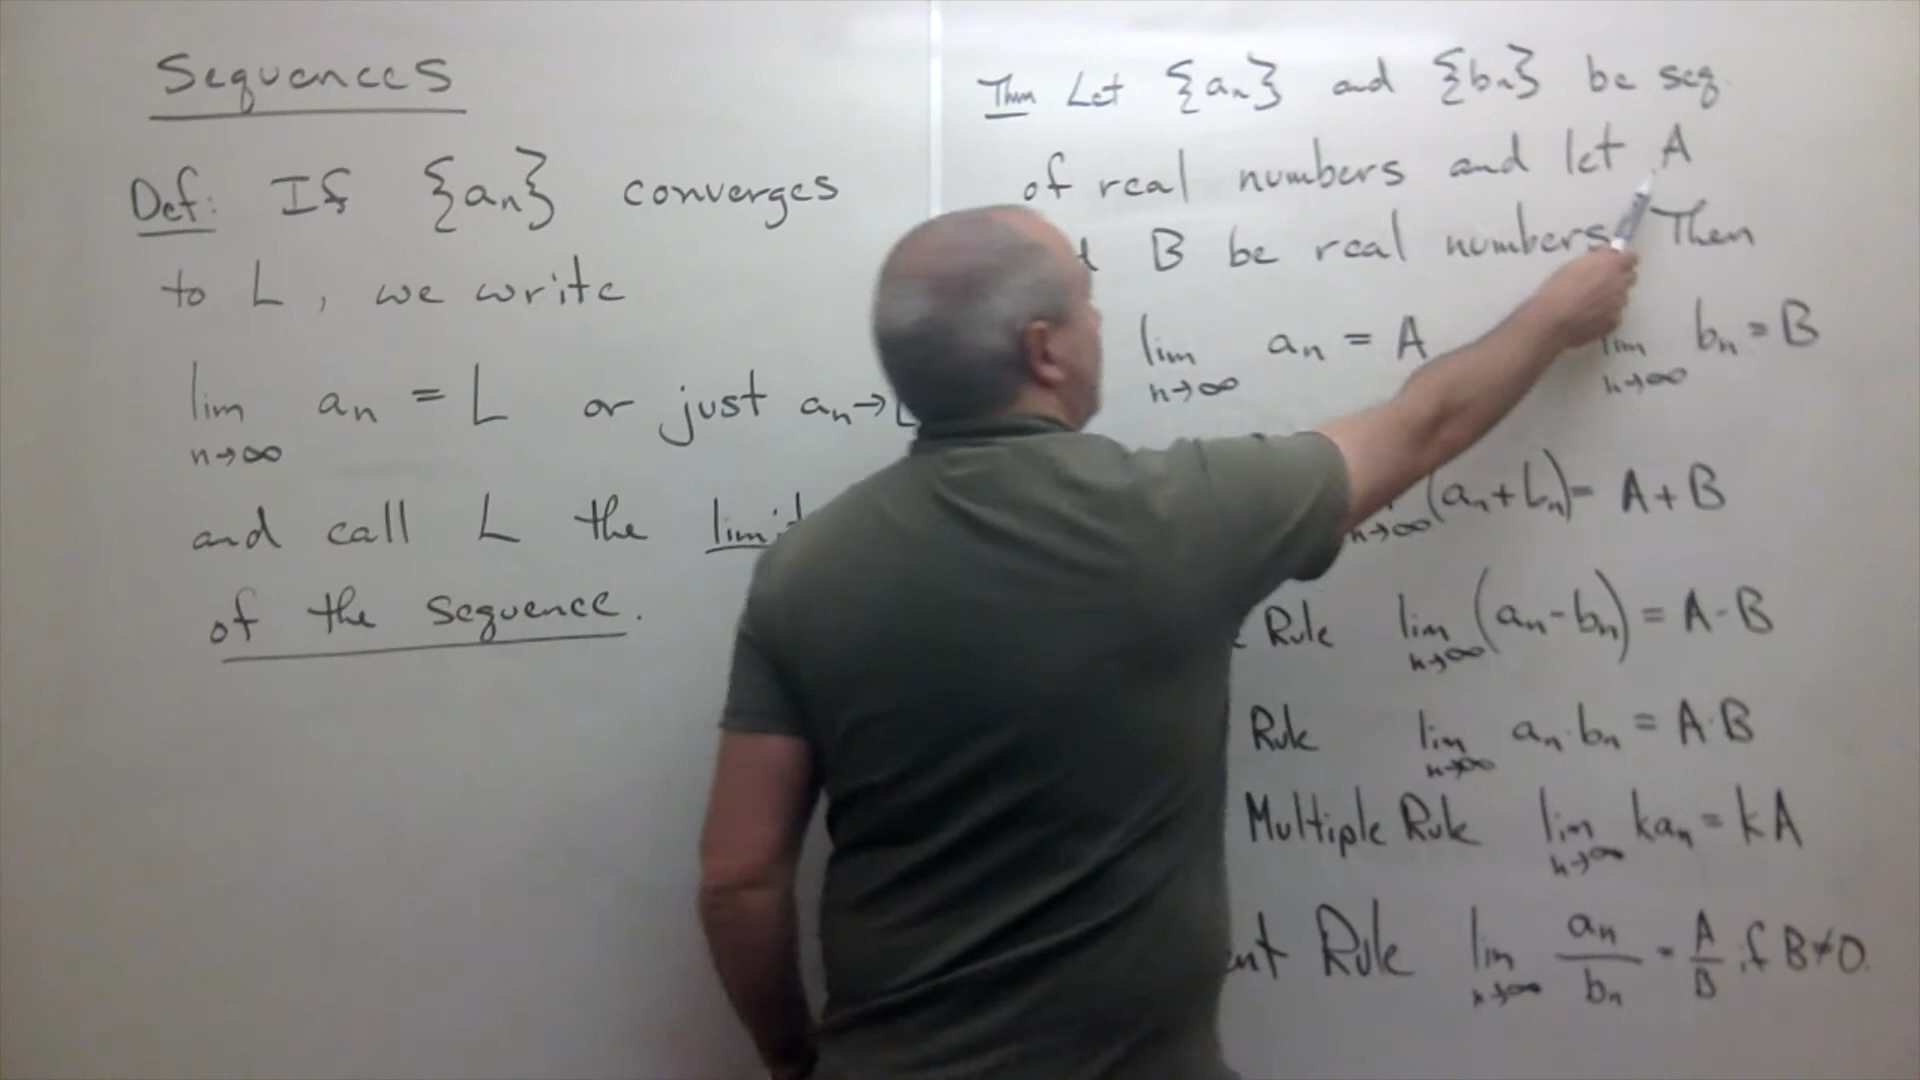 Sequences
Def: If {aₙ} converges
to L, we write
lim n→∞ aₙ = L or just aₙ→L
and call L the limit
of the sequence.
Thm Let {aₙ} and {bₙ} be seq.
of real numbers and let A
B be real numbers. Then
lim n→∞ aₙ = A lim n→∞ bₙ = B
n→∞ (aₙ+bₙ) = A+B
Rule lim n→∞ (aₙ-bₙ) = A-B
Rule lim n→∞ aₙ·bₙ = A·B
Multiple Rule lim n→∞ kaₙ = kA
Rule lim n→∞ aₙ/bₙ = A/B if B≠0